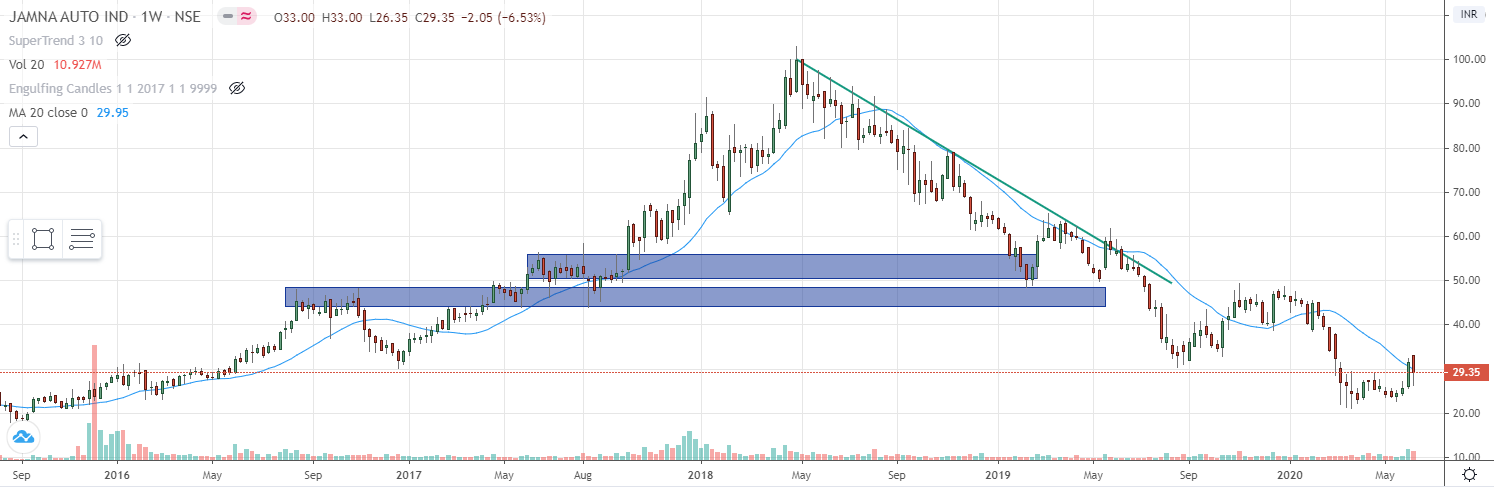 JAMNA AUTO IND · 1W · NSE O33.00 H33.00 L26.35 C29.35 −2.05 (−6.53%) INR
SuperTrend 3 10
Vol 20 10.927M
Engulfing Candles 1 1 2017 1 1 9999
MA 20 close 0 29.95
100.00
90.00
80.00
70.00
60.00
50.00
40.00
29.35
20.00
10.00
Sep 2016 May Sep 2017 May Aug 2018 May Sep 2019 May Sep 2020 May